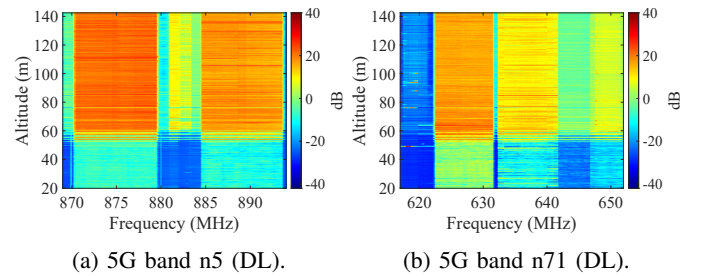 140
120
100
80
60
40
20
Altitude (m)
870 875 880 885 890
Frequency (MHz)
40
20
0
-20
-40
dB
(a) 5G band n5 (DL).
140
120
100
80
60
40
20
Altitude (m)
620 630 640 650
Frequency (MHz)
40
20
0
-20
-40
dB
(b) 5G band n71 (DL).